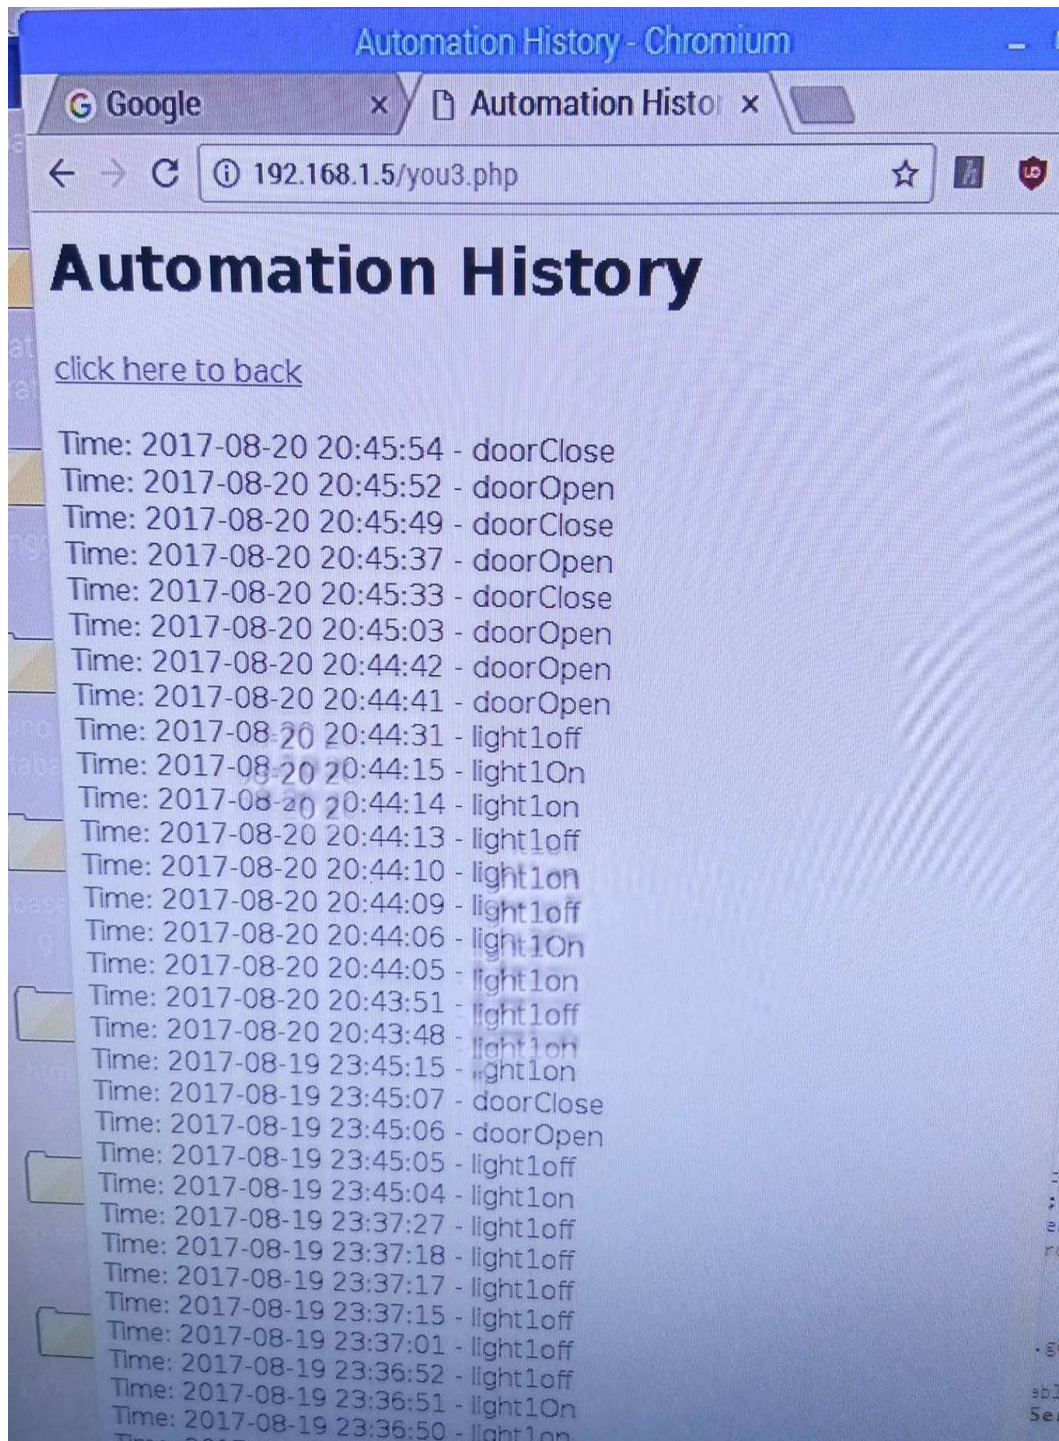 Automation History - Chromium
Google
Automation Histo
192.168.1.5/you3.php
Automation History
click here to back
Time: 2017-08-20 20:45:54 - doorClose
Time: 2017-08-20 20:45:52 - doorOpen
Time: 2017-08-20 20:45:49 - doorClose
Time: 2017-08-20 20:45:37 - doorOpen
Time: 2017-08-20 20:45:33 - doorClose
Time: 2017-08-20 20:45:03 - doorOpen
Time: 2017-08-20 20:44:42 - doorOpen
Time: 2017-08-20 20:44:41 - doorOpen
Time: 2017-08-20 20:44:31 - light1off
Time: 2017-08-20 20:44:15 - light1On
Time: 2017-08-20 20:44:14 - light1on
Time: 2017-08-20 20:44:13 - light1off
Time: 2017-08-20 20:44:10 - light1on
Time: 2017-08-20 20:44:09 - light1off
Time: 2017-08-20 20:44:06 - light1On
Time: 2017-08-20 20:44:05 - light1on
Time: 2017-08-20 20:43:51 - light1off
Time: 2017-08-20 20:43:48 - light1on
Time: 2017-08-19 23:45:15 - light1on
Time: 2017-08-19 23:45:07 - doorClose
Time: 2017-08-19 23:45:06 - doorOpen
Time: 2017-08-19 23:45:05 - light1off
Time: 2017-08-19 23:45:04 - light1on
Time: 2017-08-19 23:37:27 - light1off
Time: 2017-08-19 23:37:18 - light1off
Time: 2017-08-19 23:37:17 - light1off
Time: 2017-08-19 23:37:15 - light1off
Time: 2017-08-19 23:37:01 - light1off
Time: 2017-08-19 23:36:52 - light1off
Time: 2017-08-19 23:36:51 - light1On
Time: 2017-08-19 23:36:50 - light1on